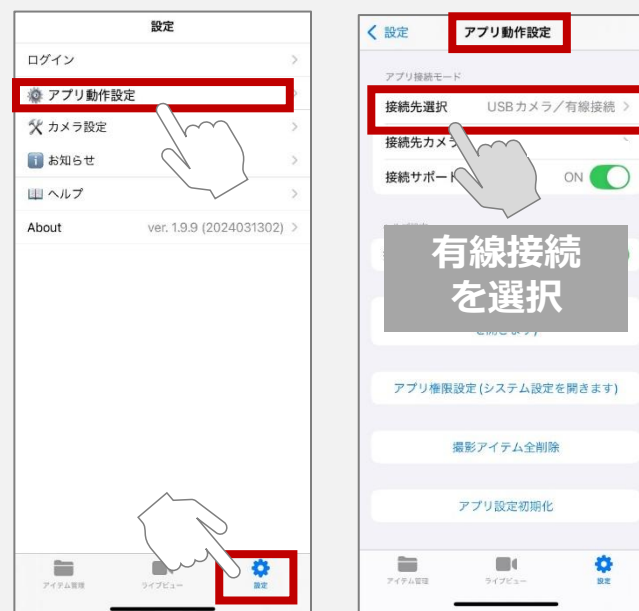 設定
ログイン
アプリ動作設定
カメラ設定
お知らせ
ヘルプ
About ver. 1.9.9 (2024031302)
アイテム管理 ライブビュー 設定
設定 アプリ動作設定
アプリ接続モード
接続先選択 USBカメラ/有線接続
接続先カメラ
接続サポート ON
有線接続
を選択
アプリ権限設定(システム設定を開きます)
撮影アイテム全削除
アプリ設定初期化
アイテム管理 ライブビュー 設定